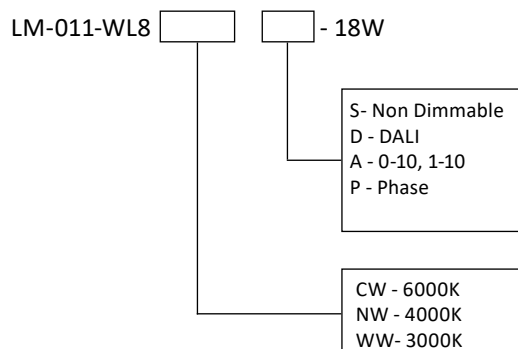 LM-011-WL8 - 18W
S- Non Dimmable
D - DALI
A - 0-10, 1-10
P - Phase
CW - 6000K
NW - 4000K
WW- 3000K